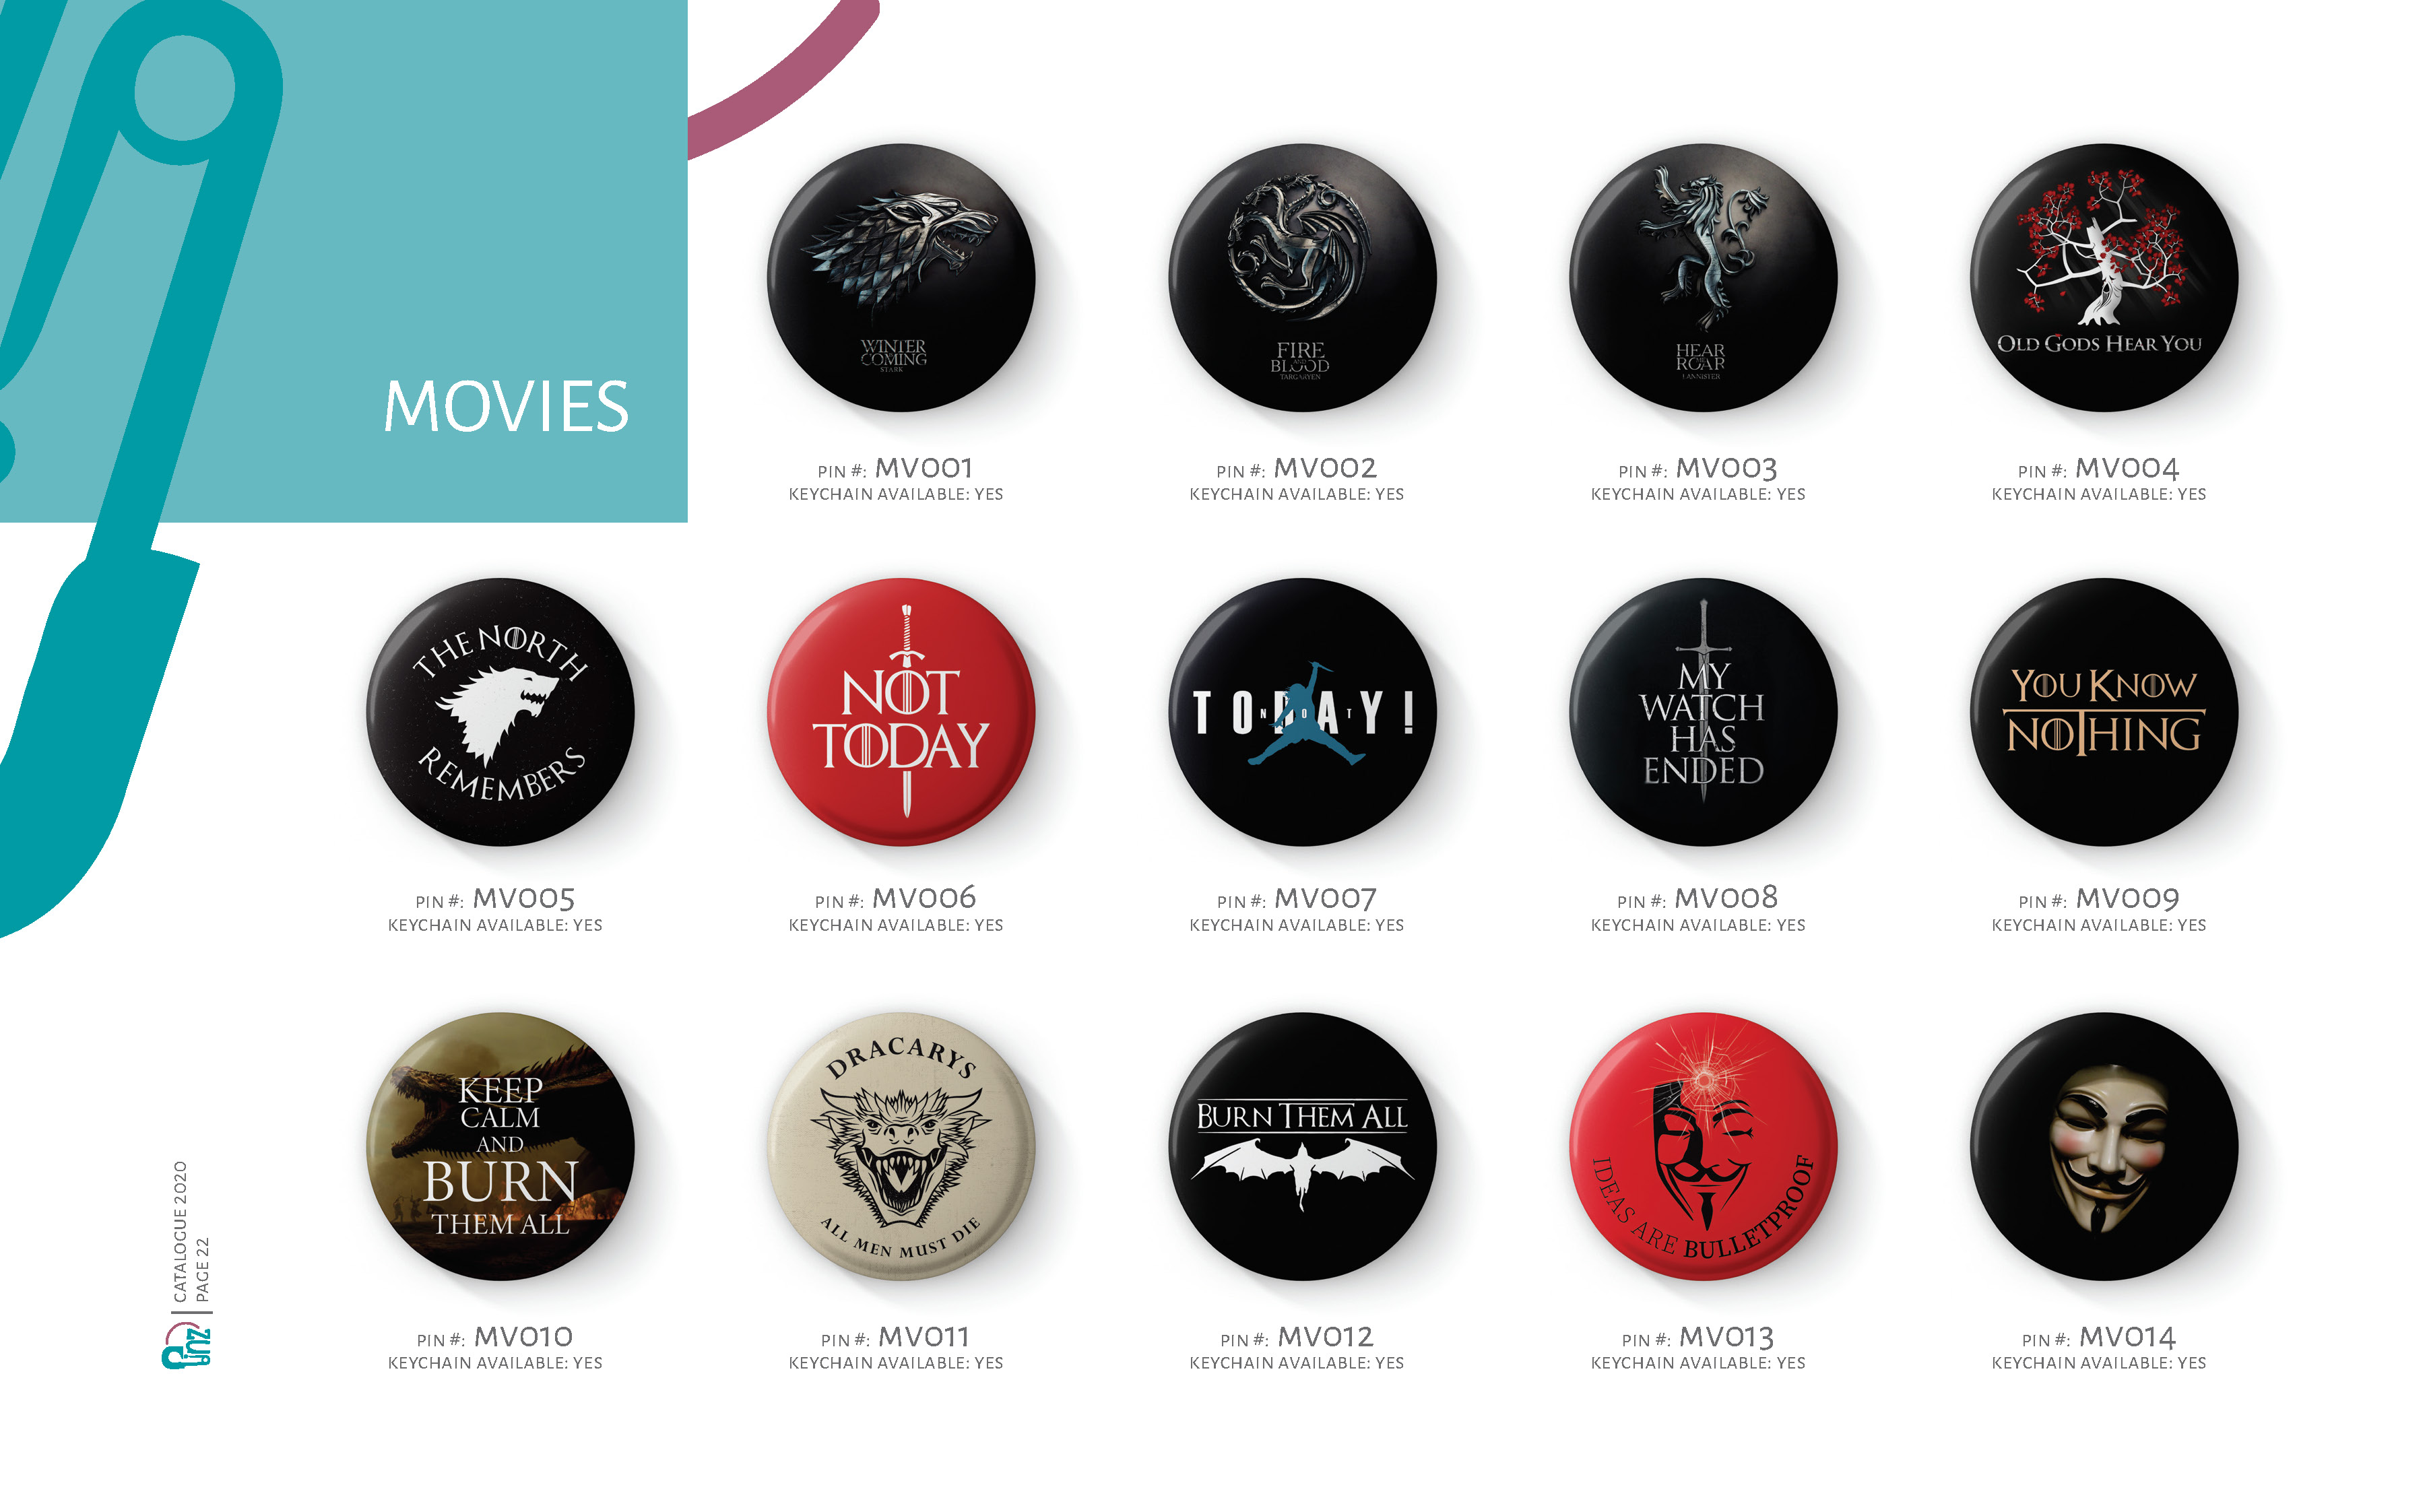 MOVIES
WINTER
IS
COMING
STARK
FIRE
AND
BLOOD
TARGARYEN
HEAR
ME
ROAR
LANNISTER
OLD GODS HEAR YOU
PIN #: MV001
KEYCHAIN AVAILABLE: YES
PIN #: MV002
KEYCHAIN AVAILABLE: YES
PIN #: MV003
KEYCHAIN AVAILABLE: YES
PIN #: MV004
KEYCHAIN AVAILABLE: YES
THE NORTH
REMEMBERS
NOT
TODAY
TODAY!
NOT
MY
WATCH
HAS
ENDED
YOU KNOW
NOTHING
PIN #: MV005
KEYCHAIN AVAILABLE: YES
PIN #: MV006
KEYCHAIN AVAILABLE: YES
PIN #: MV007
KEYCHAIN AVAILABLE: YES
PIN #: MV008
KEYCHAIN AVAILABLE: YES
PIN #: MV009
KEYCHAIN AVAILABLE: YES
KEEP
CALM
AND
BURN
THEM ALL
DRACARYS
ALL MEN MUST DIE
BURN THEM ALL
IDEAS ARE BULLETPROOF
PIN #: MV010
KEYCHAIN AVAILABLE: YES
PIN #: MV011
KEYCHAIN AVAILABLE: YES
PIN #: MV012
KEYCHAIN AVAILABLE: YES
PIN #: MV013
KEYCHAIN AVAILABLE: YES
PIN #: MV014
KEYCHAIN AVAILABLE: YES
Pinz
CATALOGUE 2020
PAGE 22